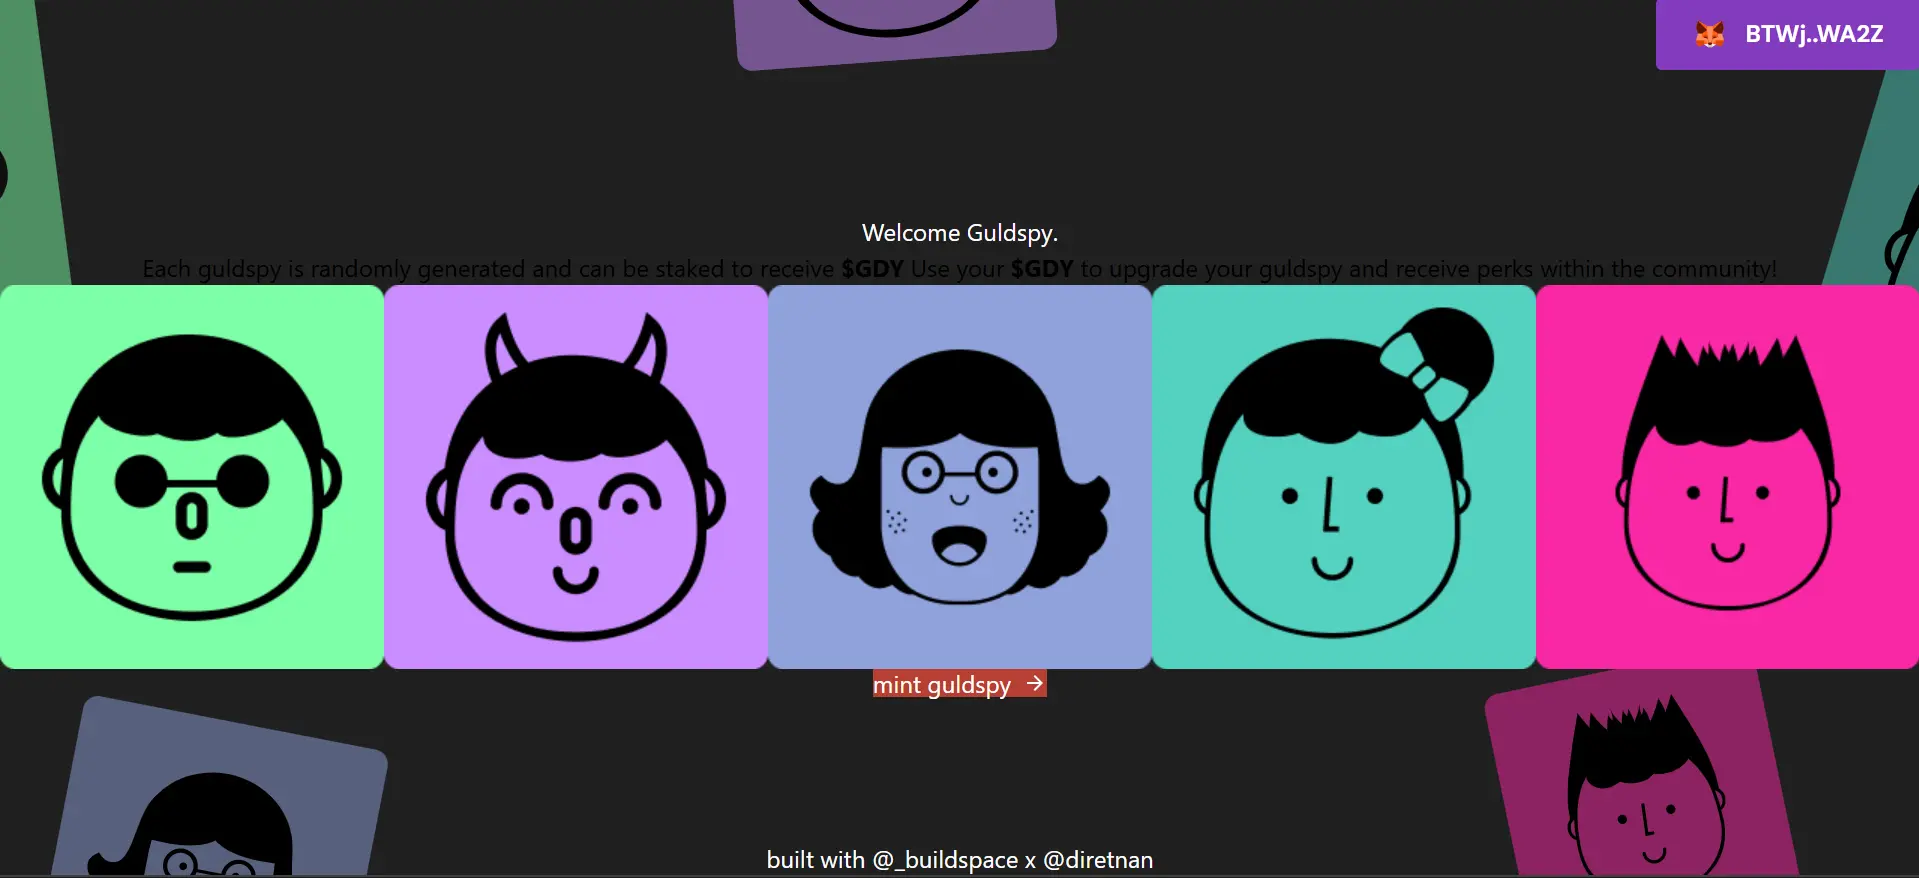 BTWj..WA2Z
Welcome Guldspy.
Each guldspy is randomly generated and can be staked to receive $GDY Use your $GDY to upgrade your guldspy and receive perks within the community!
mint guldspy →
built with @_buildspace x @diretnan